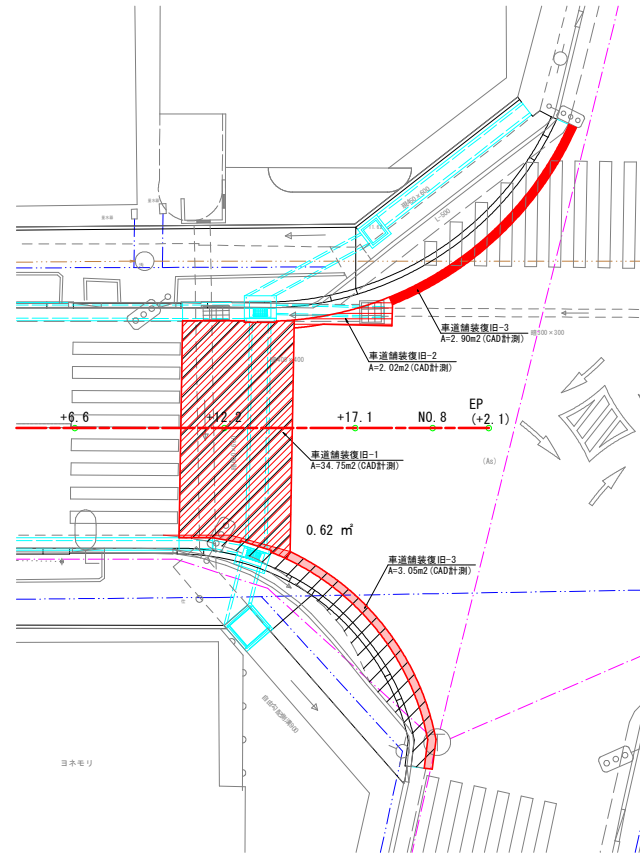 L-500
車道舗装復旧-3
A=2.90m2(CAD計測)
車道舗装復旧-2
A=2.02m2(CAD計測)
+6.6
+12.2
+17.1
NO.8
EP
(+2.1)
車道舗装復旧-1
A=34.75m2(CAD計測)
(As)
0.62 ㎡
車道舗装復旧-3
A=3.05m2(CAD計測)
ヨネモリ